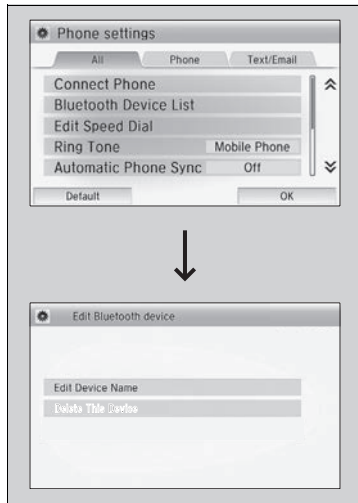 Phone settings
All Phone Text/Email
Connect Phone
Bluetooth Device List
Edit Speed Dial
Ring Tone Mobile Phone
Automatic Phone Sync Off
Default OK
Edit Bluetooth device
Edit Device Name
Delete This Device